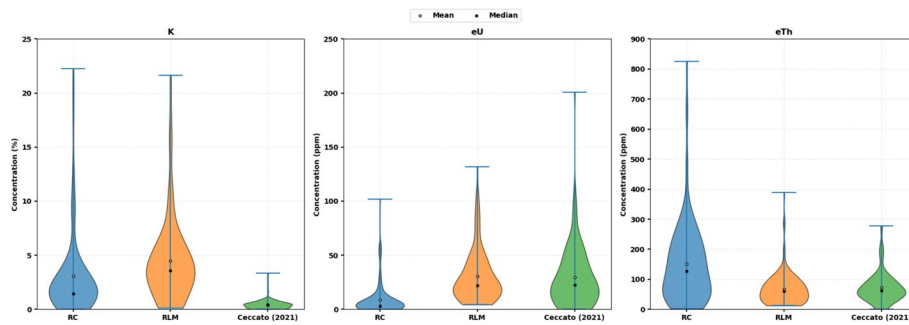 Mean Median
K
eU
eTh
Concentration (%)
25
20
15
10
5
0
RC RLM Ceccato (2021)
Concentration (ppm)
250
200
150
100
50
0
RC RLM Ceccato (2021)
Concentration (ppm)
900
800
700
600
500
400
300
200
100
0
RC RLM Ceccato (2021)